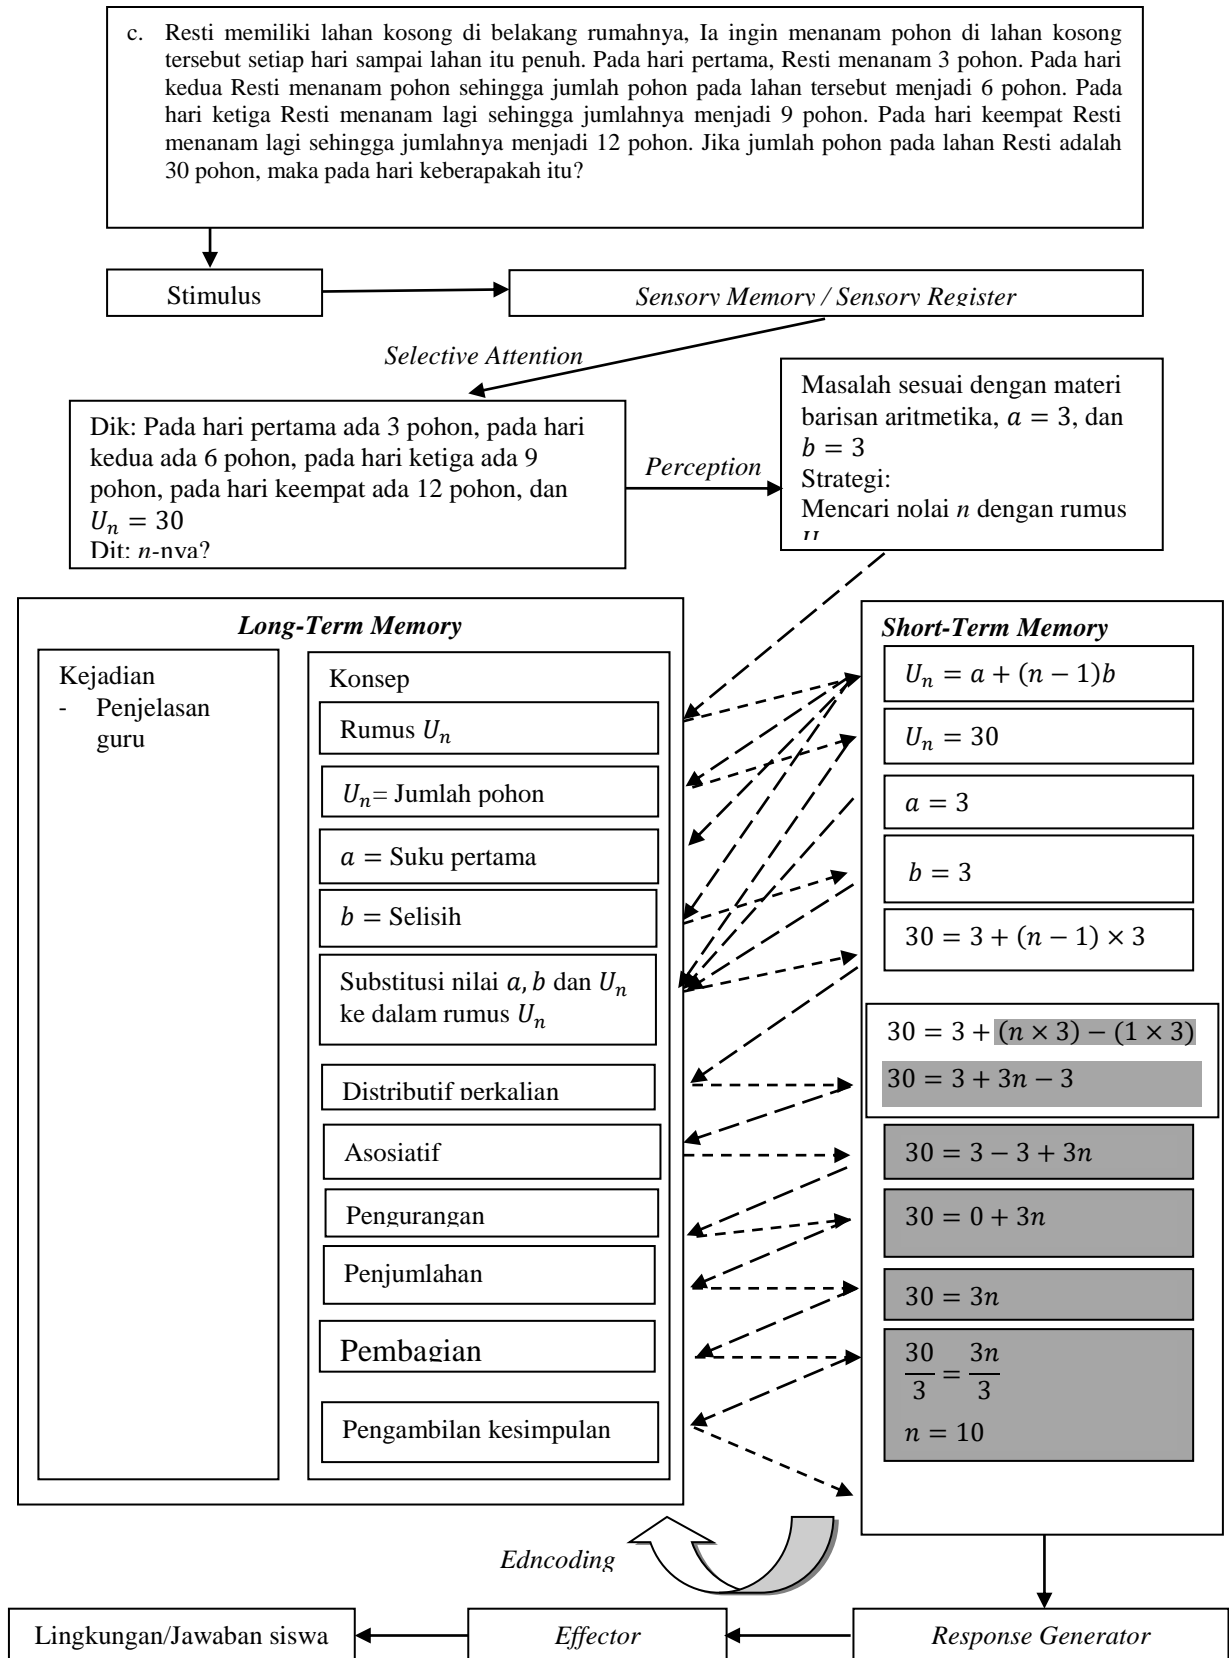 c. Resti memiliki lahan kosong di belakang rumahnya, Ia ingin menanam pohon di lahan kosong
tersebut setiap hari sampai lahan itu penuh. Pada hari pertama, Resti menanam 3 pohon. Pada hari
kedua Resti menanam pohon sehingga jumlah pohon pada lahan tersebut menjadi 6 pohon. Pada
hari ketiga Resti menanam lagi sehingga jumlahnya menjadi 9 pohon. Pada hari keempat Resti
menanam lagi sehingga jumlahnya menjadi 12 pohon. Jika jumlah pohon pada lahan Resti adalah
30 pohon, maka pada hari keberapakah itu?
Stimulus
Sensory Memory / Sensory Register
Selective Attention
Dik: Pada hari pertama ada 3 pohon, pada hari
kedua ada 6 pohon, pada hari ketiga ada 9
pohon, pada hari keempat ada 12 pohon, dan
Uₙ = 30
Dit: n-nya?
Perception
Masalah sesuai dengan materi
barisan aritmetika, a = 3, dan
b = 3
Strategi:
Mencari nolai n dengan rumus
Long-Term Memory
Kejadian
- Penjelasan
guru
Konsep
Rumus Uₙ
Uₙ= Jumlah pohon
a = Suku pertama
b = Selisih
Substitusi nilai a, b dan Uₙ
ke dalam rumus Uₙ
Distributif perkalian
Asosiatif
Pengurangan
Penjumlahan
Pembagian
Pengambilan kesimpulan
Short-Term Memory
Uₙ = a + (n − 1)b
Uₙ = 30
a = 3
b = 3
30 = 3 + (n − 1) × 3
30 = 3 + (n × 3) − (1 × 3)
30 = 3 + 3n − 3
30 = 3 − 3 + 3n
30 = 0 + 3n
30 = 3n
30/3 = 3n/3
n = 10
Edncoding
Lingkungan/Jawaban siswa
Effector
Response Generator